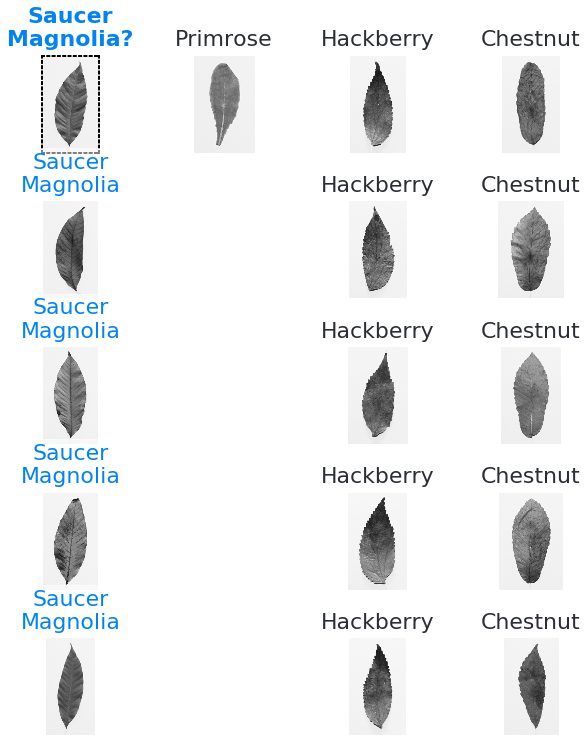 Saucer
Magnolia?
Primrose
Hackberry
Chestnut
Saucer
Magnolia
Hackberry
Chestnut
Saucer
Magnolia
Hackberry
Chestnut
Saucer
Magnolia
Hackberry
Chestnut
Saucer
Magnolia
Hackberry
Chestnut